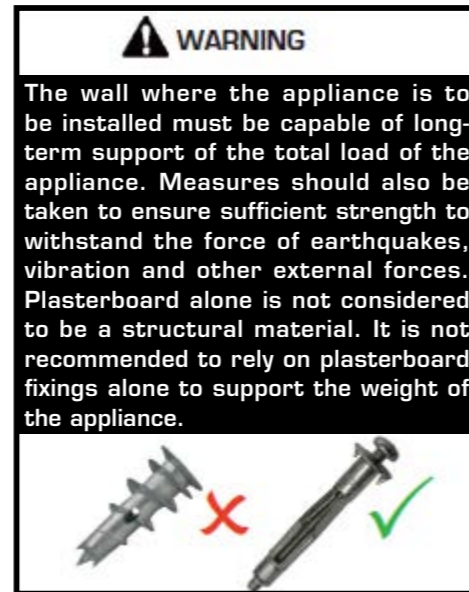 WARNING
The wall where the appliance is to
be installed must be capable of long-
term support of the total load of the
appliance. Measures should also be
taken to ensure sufficient strength to
withstand the force of earthquakes,
vibration and other external forces.
Plasterboard alone is not considered
to be a structural material. It is not
recommended to rely on plasterboard
fixings alone to support the weight of
the appliance.